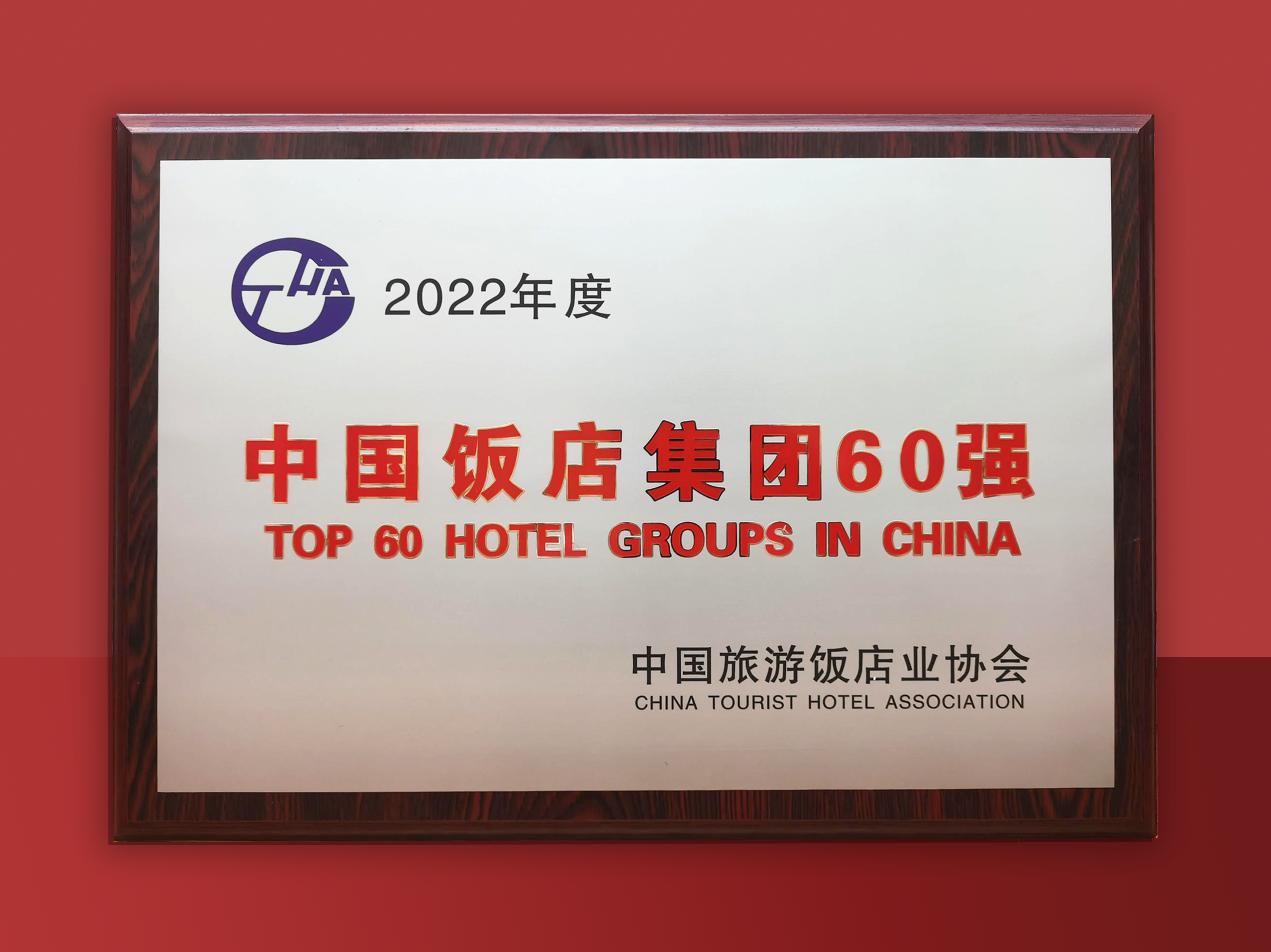 CTHA
2022年度
中国饭店集团60强
TOP 60 HOTEL GROUPS IN CHINA
中国旅游饭店业协会
CHINA TOURIST HOTEL ASSOCIATION